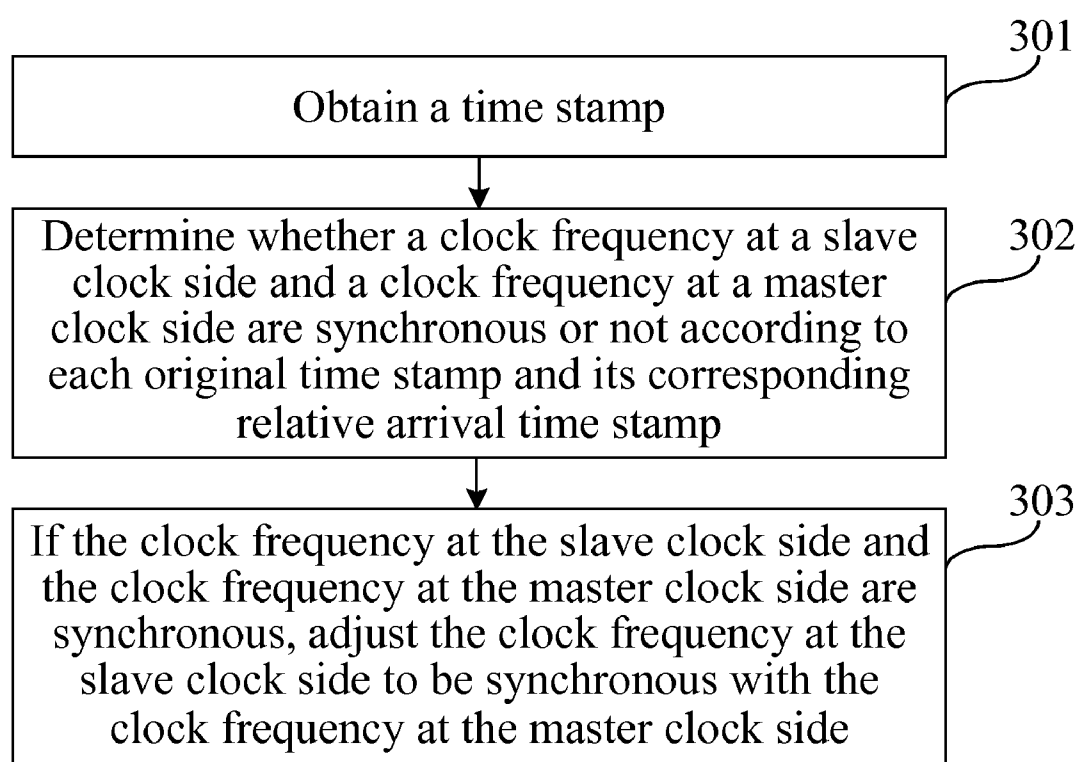 301
Obtain a time stamp
302
Determine whether a clock frequency at a slave
clock side and a clock frequency at a master
clock side are synchronous or not according to
each original time stamp and its corresponding
relative arrival time stamp
303
If the clock frequency at the slave clock side and
the clock frequency at the master clock side are
synchronous, adjust the clock frequency at the
slave clock side to be synchronous with the
clock frequency at the master clock side